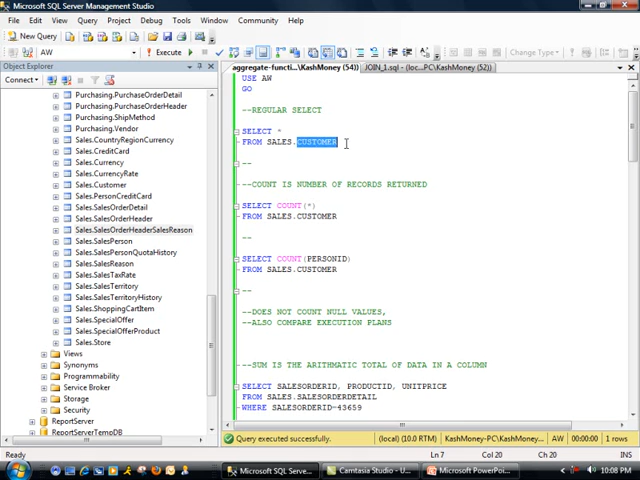 Microsoft SQL Server Management Studio
File Edit View Query Project Debug Tools Window Community Help
New Query
AW Execute Change Type
Object Explorer
aggregate-functi...\KashMoney (54)) JOIN_1.sql - (loc...PC\KashMoney (52))
Connect
Purchasing.PurchaseOrderDetail
Purchasing.PurchaseOrderHeader
Purchasing.ShipMethod
Purchasing.Vendor
Sales.CountryRegionCurrency
Sales.CreditCard
Sales.Currency
Sales.CurrencyRate
Sales.Customer
Sales.PersonCreditCard
Sales.SalesOrderDetail
Sales.SalesOrderHeader
Sales.SalesOrderHeaderSalesReason
Sales.SalesPerson
Sales.SalesPersonQuotaHistory
Sales.SalesReason
Sales.SalesTaxRate
Sales.SalesTerritory
Sales.SalesTerritoryHistory
Sales.ShoppingCartItem
Sales.SpecialOffer
Sales.SpecialOfferProduct
Sales.Store
Views
Synonyms
Programmability
Service Broker
Storage
Security
ReportServer
ReportServerTempDB
USE AW
GO
--REGULAR SELECT
SELECT *
FROM SALES.CUSTOMER
--
--COUNT IS NUMBER OF RECORDS RETURNED
SELECT COUNT(*)
FROM SALES.CUSTOMER
--
SELECT COUNT(PERSONID)
FROM SALES.CUSTOMER
--
--DOES NOT COUNT NULL VALUES,
--ALSO COMPARE EXECUTION PLANS
--SUM IS THE ARITHMATIC TOTAL OF DATA IN A COLUMN
SELECT SALESORDERID, PRODUCTID, UNITPRICE
FROM SALES.SALESORDERDETAIL
WHERE SALESORDERID=43659
Query executed successfully. (local) (10.0 RTM) KashMoney-PC\KashMoney ... AW 00:00:00 1 rows
Ready Ln 7 Col 20 Ch 20 INS
Microsoft SQL Serve... Camtasia Studio - U... Microsoft PowerPoi... 10:08 PM